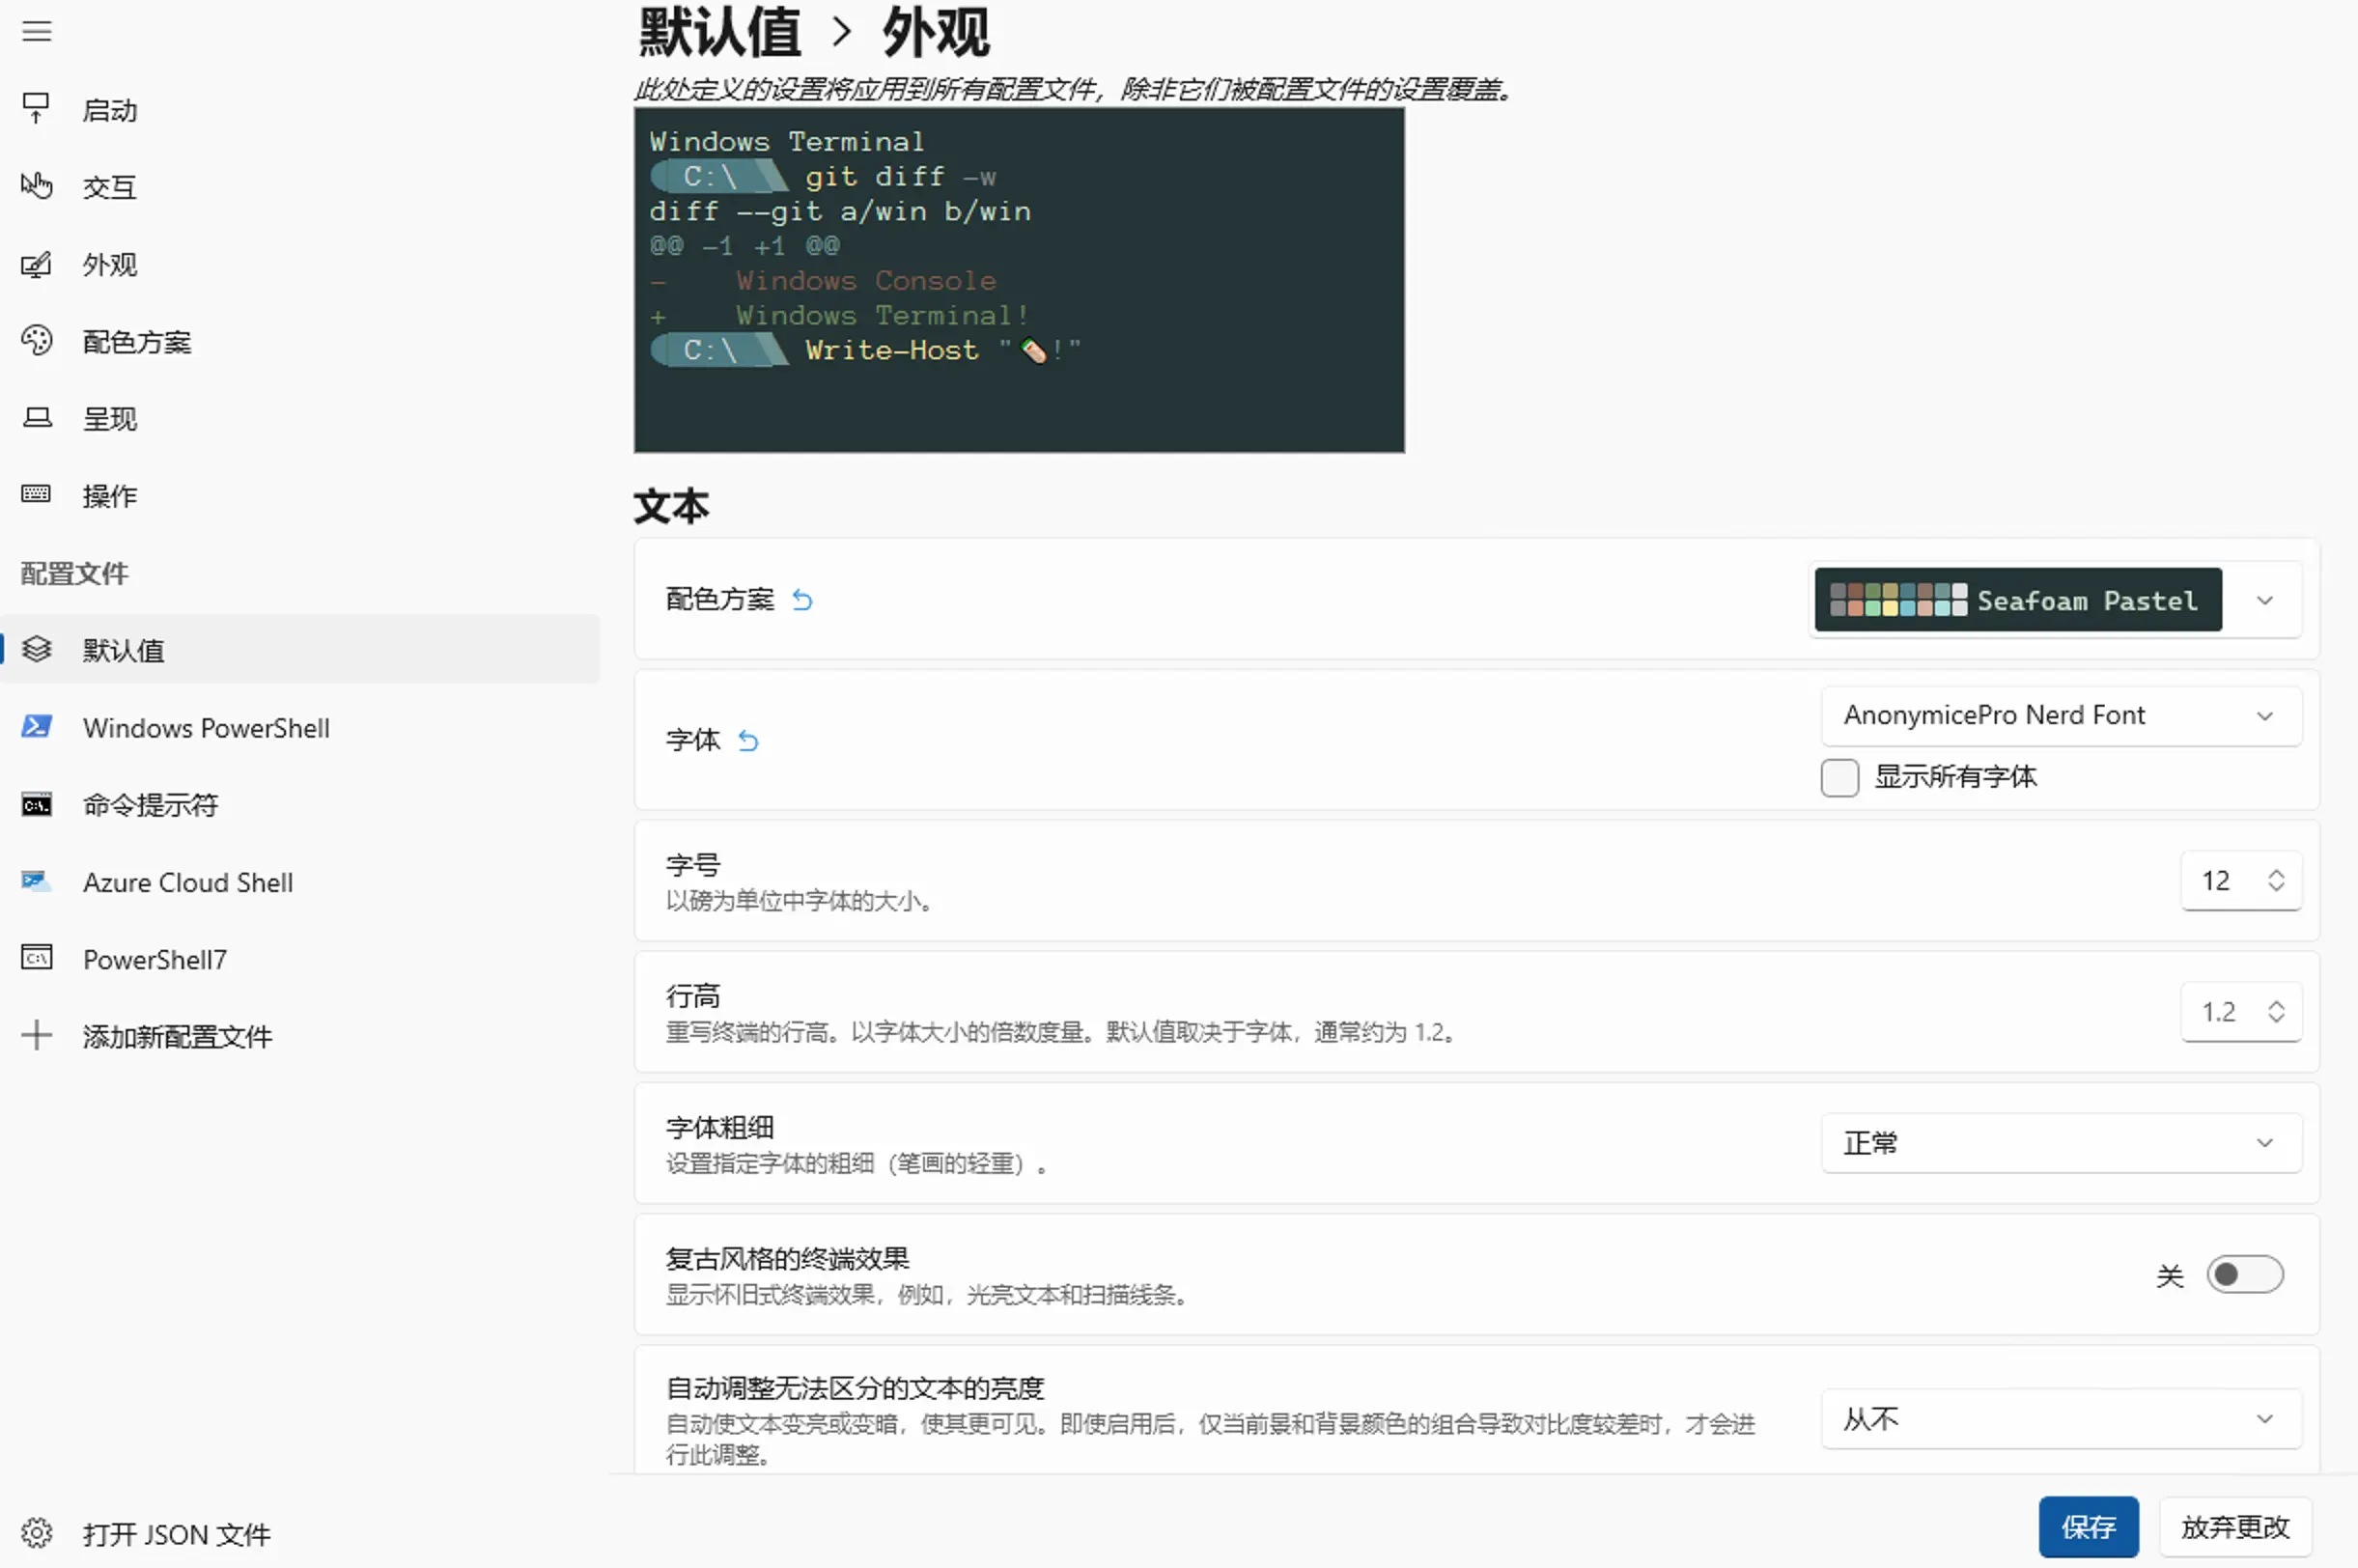 启动
交互
外观
配色方案
呈现
操作
配置文件
默认值
Windows PowerShell
命令提示符
Azure Cloud Shell
PowerShell7
添加新配置文件
打开 JSON 文件
默认值 > 外观
此处定义的设置将应用到所有配置文件，除非它们被配置文件的设置覆盖。
Windows Terminal
C:\ git diff -w
diff --git a/win b/win
@@ -1 +1 @@
- Windows Console
+ Windows Terminal!
C:\ Write-Host "!"
文本
配色方案
Seafoam Pastel
字体
AnonymicePro Nerd Font
显示所有字体
字号
以磅为单位中字体的大小。
12
行高
重写终端的行高。以字体大小的倍数度量。默认值取决于字体，通常约为 1.2。
1.2
字体粗细
设置指定字体的粗细（笔画的轻重）。
正常
复古风格的终端效果
显示怀旧式终端效果，例如，光亮文本和扫描线条。
关
自动调整无法区分的文本的亮度
自动使文本变亮或变暗，使其更可见。即使启用后，仅当前景和背景颜色的组合导致对比度较差时，才会进
行此调整。
从不
保存
放弃更改